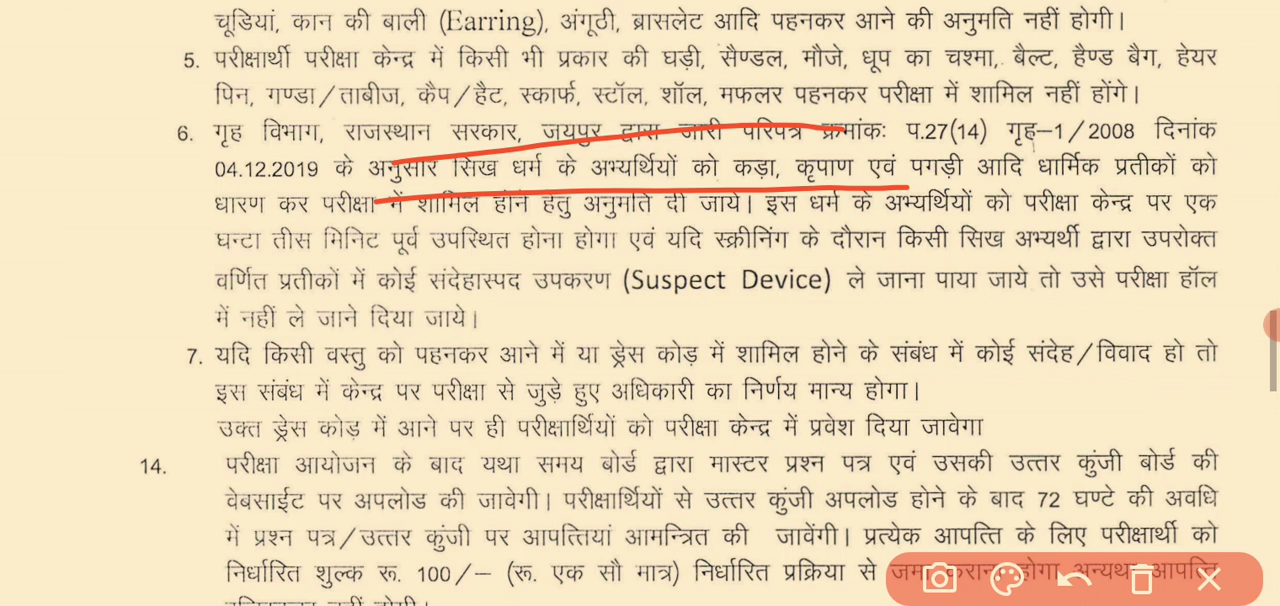 चूडियां, कान की बाली (Earring), अंगूठी, ब्रासलेट आदि पहनकर आने की अनुमति नहीं होगी।
5. परीक्षार्थी परीक्षा केन्द्र में किसी भी प्रकार की घड़ी, सैण्डल, मौजे, धूप का चश्मा, बैल्ट, हैण्ड बैग, हेयर
पिन, गण्डा/ताबीज, कैप/हैट, स्कार्फ, स्टॉल, शॉल, मफलर पहनकर परीक्षा में शामिल नहीं होंगे।
6. गृह विभाग, राजस्थान सरकार, जयपुर द्वारा जारी परिपत्र क्रमांकः प.27(14) गृह–1/2008 दिनांक
04.12.2019 के अनुसार सिख धर्म के अभ्यर्थियों को कड़ा, कृपाण एवं पगड़ी आदि धार्मिक प्रतीकों को
धारण कर परीक्षा में शामिल होने हेतु अनुमति दी जाये। इस धर्म के अभ्यर्थियों को परीक्षा केन्द्र पर एक
घन्टा तीस मिनिट पूर्व उपस्थित होना होगा एवं यदि स्क्रीनिंग के दौरान किसी सिख अभ्यर्थी द्वारा उपरोक्त
वर्णित प्रतीकों में कोई संदेहास्पद उपकरण (Suspect Device) ले जाना पाया जाये तो उसे परीक्षा हॉल
में नहीं ले जाने दिया जाये।
7. यदि किसी वस्तु को पहनकर आने में या ड्रेस कोड़ में शामिल होने के संबंध में कोई संदेह/विवाद हो तो
इस संबंध में केन्द्र पर परीक्षा से जुड़े हुए अधिकारी का निर्णय मान्य होगा।
उक्त ड्रेस कोड़ में आने पर ही परीक्षार्थियों को परीक्षा केन्द्र में प्रवेश दिया जावेगा
14. परीक्षा आयोजन के बाद यथा समय बोर्ड द्वारा मास्टर प्रश्न पत्र एवं उसकी उत्तर कुंजी बोर्ड की
वेबसाईट पर अपलोड की जावेगी। परीक्षार्थियों से उत्तर कुंजी अपलोड होने के बाद 72 घण्टे की अवधि
में प्रश्न पत्र/उत्तर कुंजी पर आपत्तियां आमन्त्रित की जावेंगी। प्रत्येक आपत्ति के लिए परीक्षार्थी को
निर्धारित शुल्क रू. 100/– (रू. एक सौ मात्र) निर्धारित प्रक्रिया से जमा कराना होगा अन्यथा आपत्ति